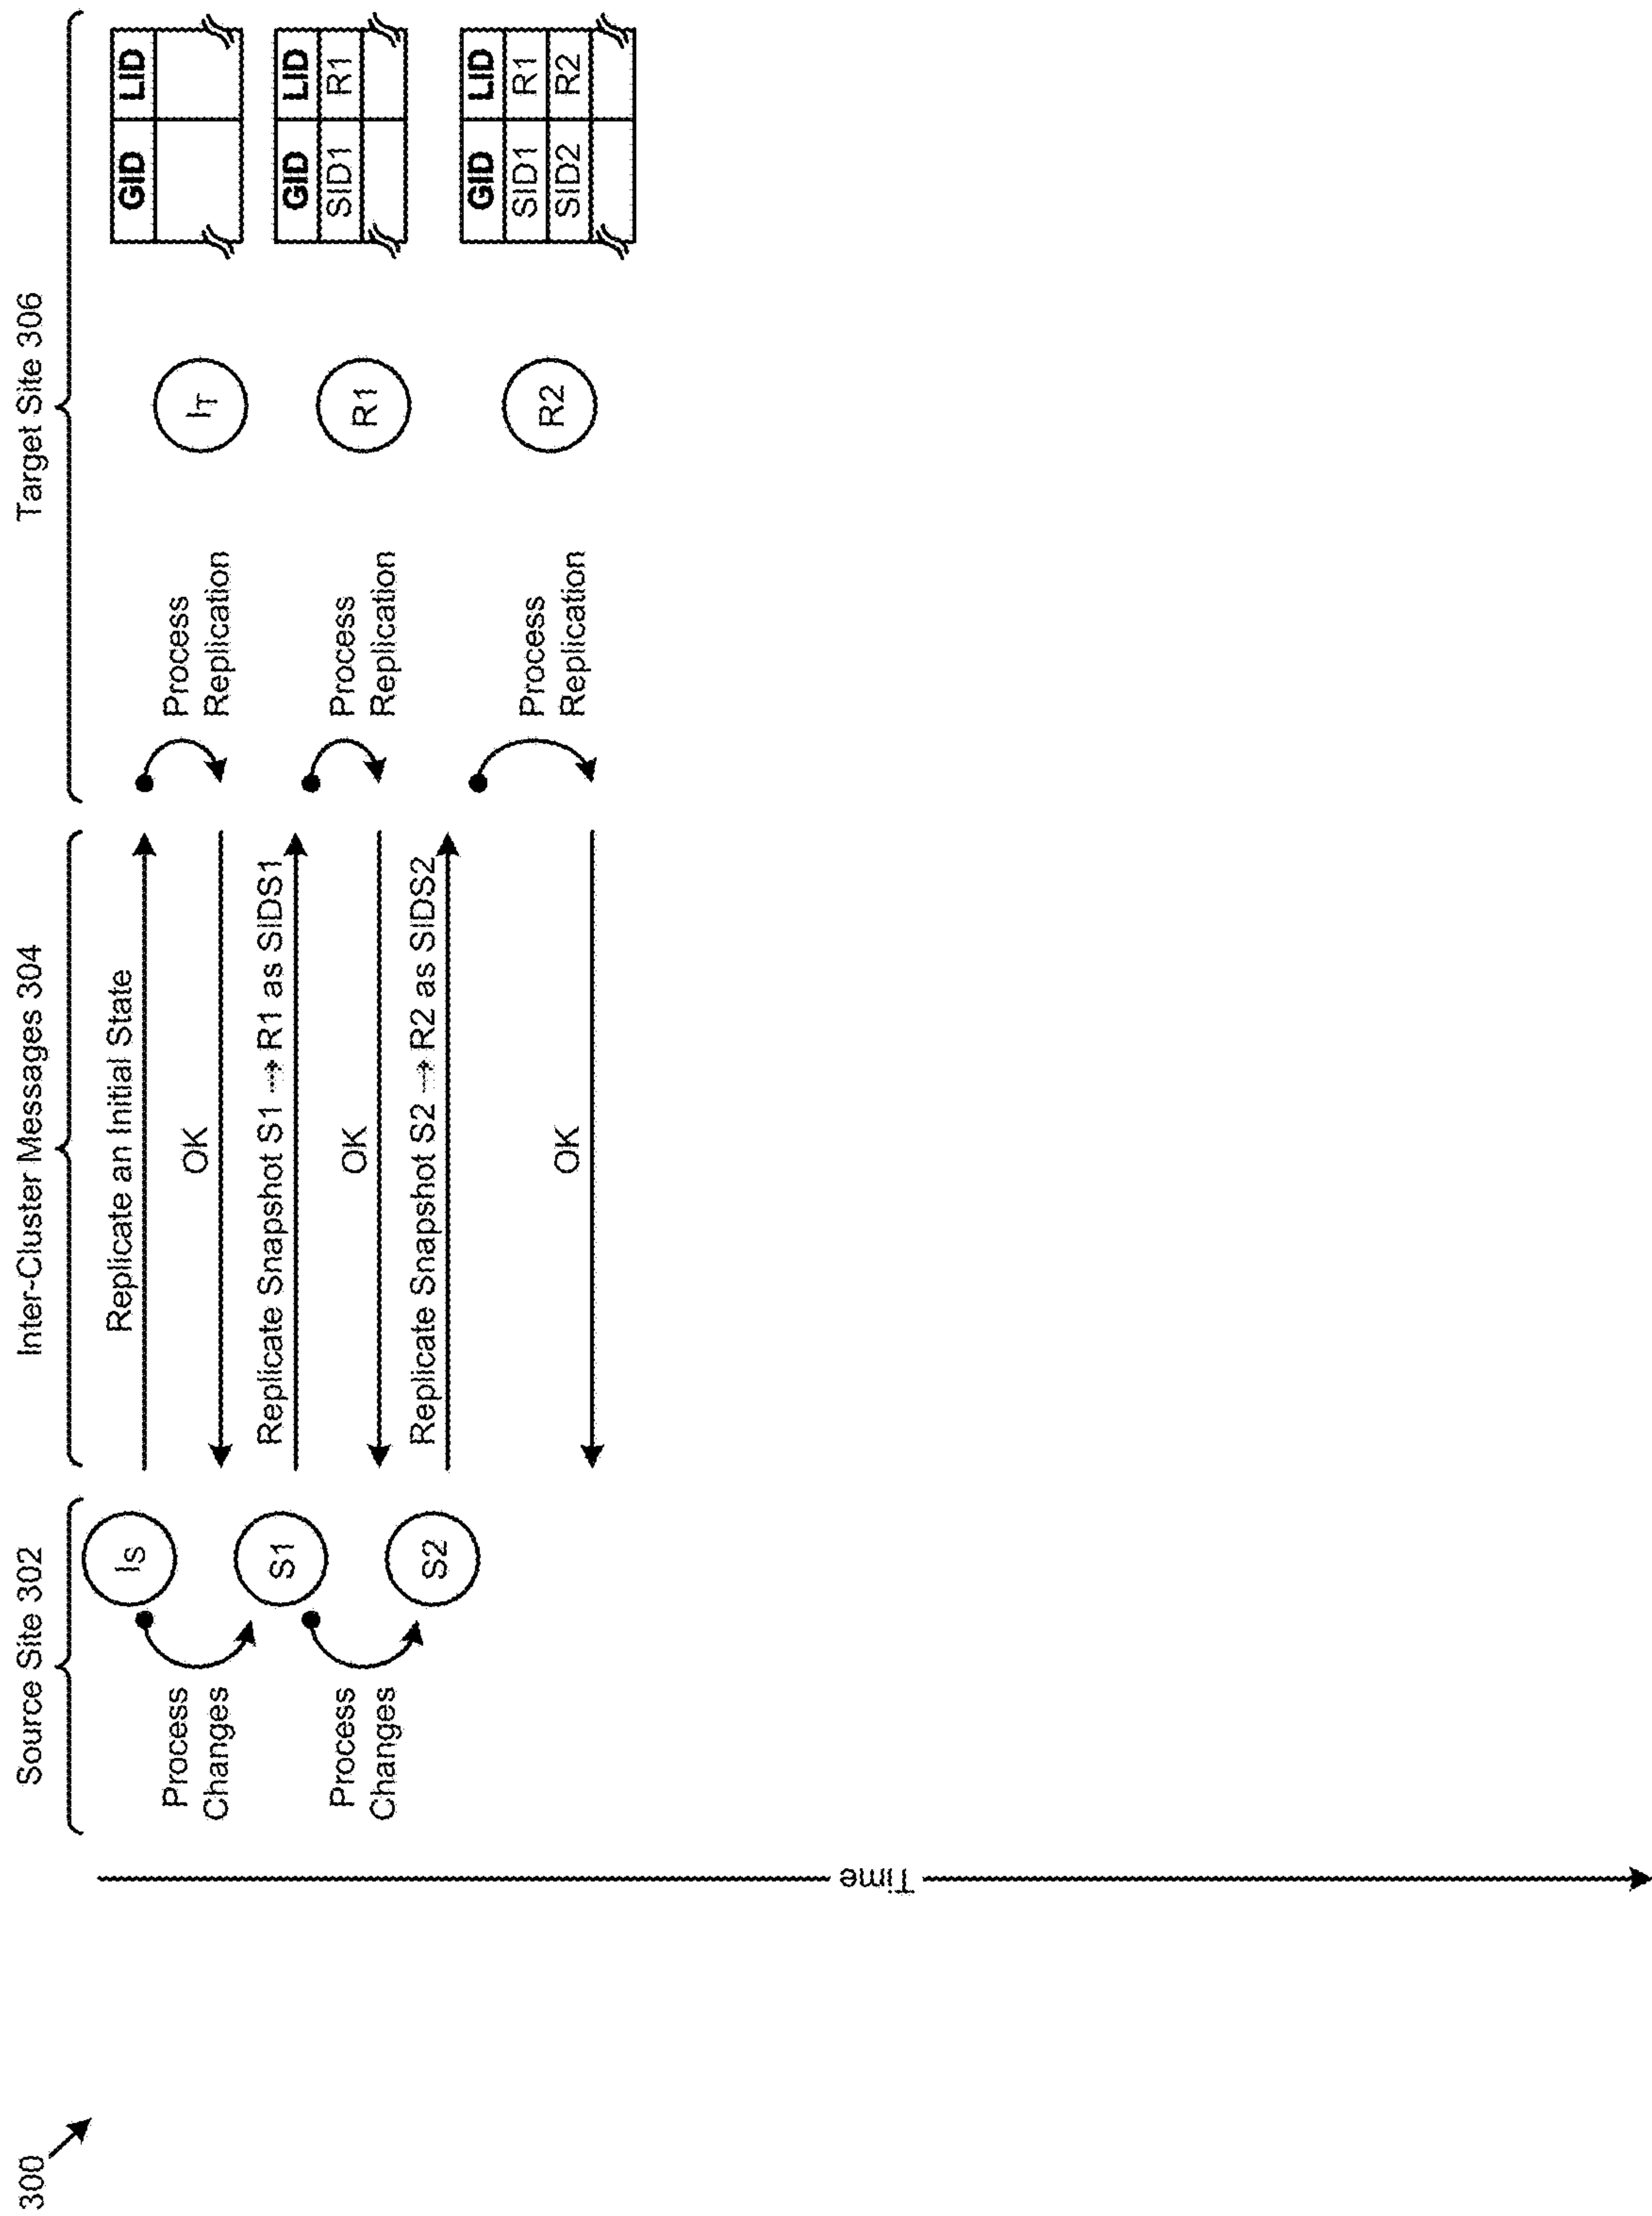 300
Source Site 302
Inter-Cluster Messages 304
Target Site 306
Time
IS
Replicate an Initial State
Process
Changes
OK
Process
Replication
IT
GID LID
S1
Replicate Snapshot S1 → R1 as SIDS1
Process
Changes
OK
Process
Replication
R1
GID LID
SID1 R1
S2
Replicate Snapshot S2 → R2 as SIDS2
OK
Process
Replication
R2
GID LID
SID1 R1
SID2 R2